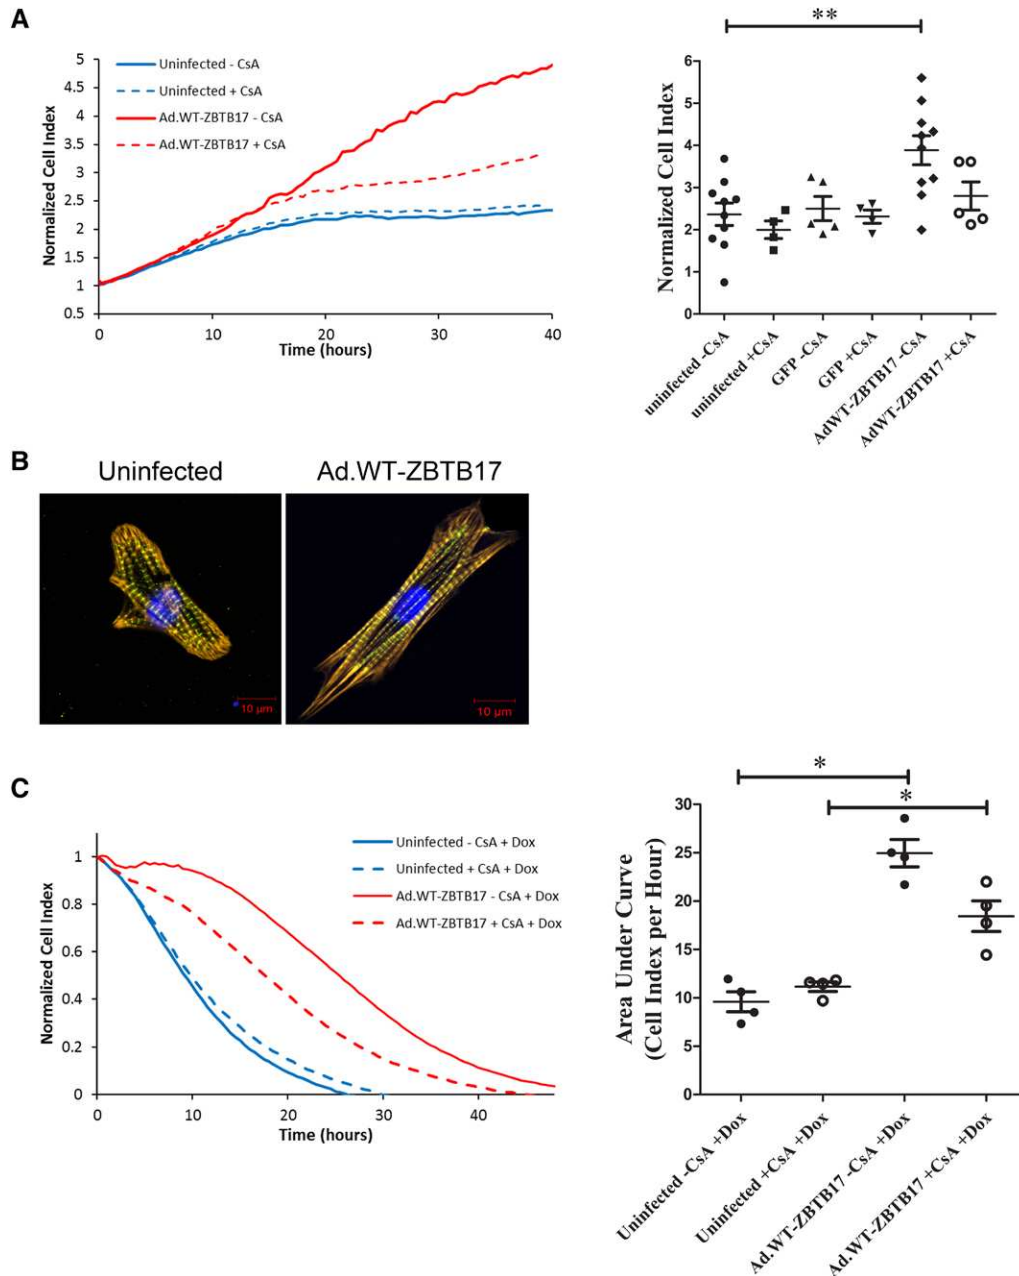 A
Normalized Cell Index
5
4.5
4
3.5
3
2.5
2
1.5
1
0.5
Uninfected - CsA
Uninfected + CsA
Ad.WT-ZBTB17 - CsA
Ad.WT-ZBTB17 + CsA
0 10 20 30 40
Time (hours)
**
Normalized Cell Index
6
5
4
3
2
1
0
uninfected -CsA
uninfected +CsA
GFP -CsA
GFP +CsA
AdWT-ZBTB17 -CsA
AdWT-ZBTB17 +CsA
B
Uninfected
Ad.WT-ZBTB17
10 µm
10 µm
C
Normalized Cell Index
1
0.8
0.6
0.4
0.2
0
Uninfected - CsA + Dox
Uninfected + CsA + Dox
Ad.WT-ZBTB17 - CsA + Dox
Ad.WT-ZBTB17 + CsA + Dox
0 10 20 30 40
Time (hours)
*
*
Area Under Curve
(Cell Index per Hour)
30
25
20
15
10
5
0
Uninfected -CsA +Dox
Uninfected +CsA +Dox
Ad.WT-ZBTB17 -CsA +Dox
Ad.WT-ZBTB17 +CsA +Dox